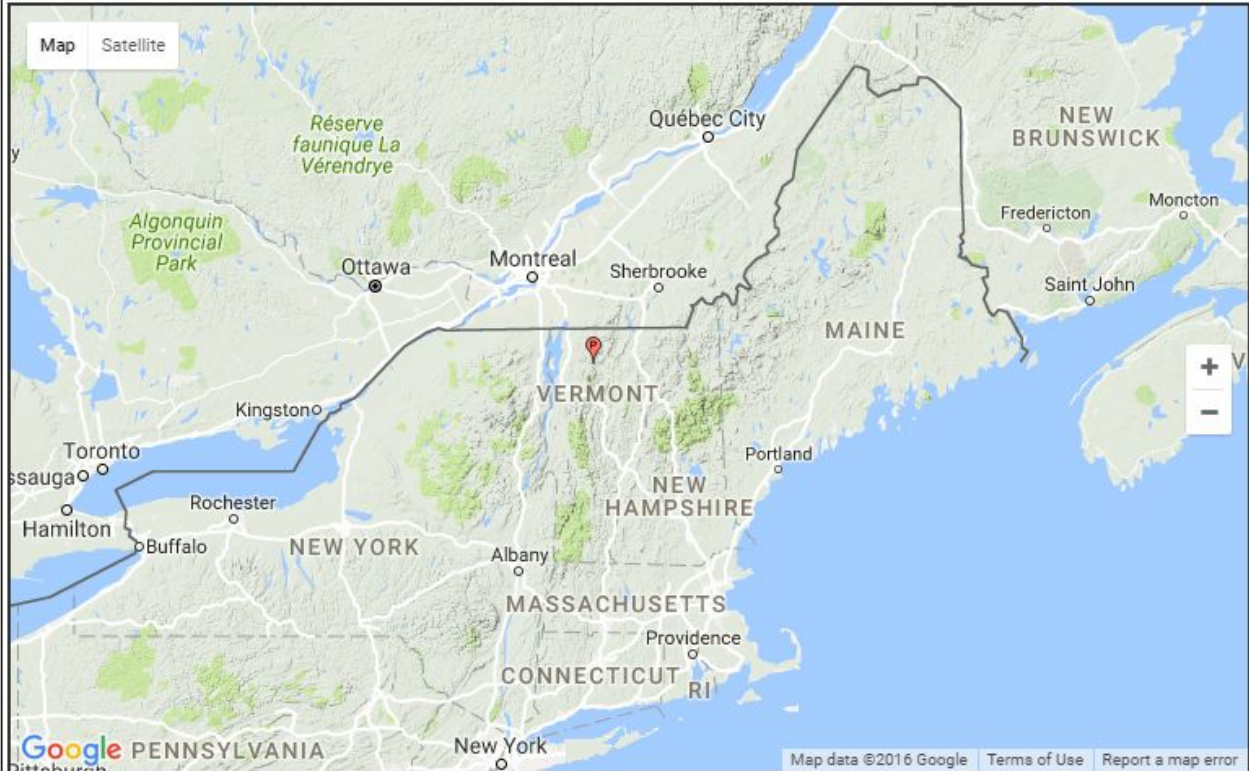 Map Satellite
Québec City
NEW
BRUNSWICK
Réserve
faunique La
Vérendrye
y
Algonquin
Provincial
Park
Fredericton
Moncton
Ottawa
Montreal
Sherbrooke
Saint John
MAINE
P
+
V
VERMONT
−
Kingston
Toronto
ssauga
Portland
Rochester
NEW
HAMPSHIRE
Hamilton
Buffalo
NEW YORK
Albany
MASSACHUSETTS
Providence
CONNECTICUT
RI
Google PENNSYLVANIA
New York
Pittsburgh
Map data ©2016 Google Terms of Use Report a map error